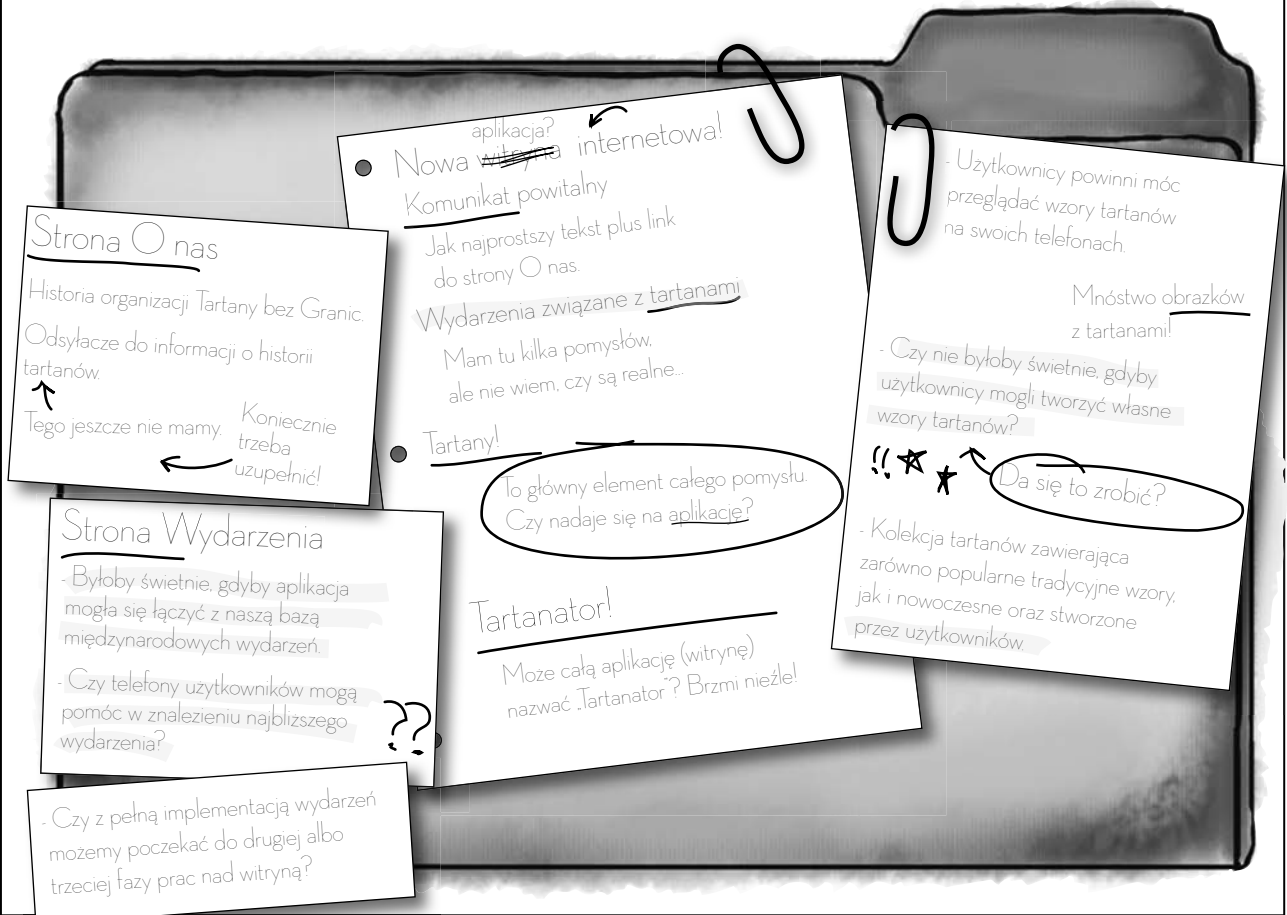 Strona O nas
Historia organizacji Tartany bez Granic.
Odsyłacze do informacji o historii
tartanów.
Tego jeszcze nie mamy.
Koniecznie
trzeba
uzupełnić!
Strona Wydarzenia
- Byłoby świetnie, gdyby aplikacja
mogła się łączyć z naszą bazą
międzynarodowych wydarzeń.
- Czy telefony użytkowników mogą
pomóc w znalezieniu najbliższego
wydarzenia?
??
- Czy z pełną implementacją wydarzeń
możemy poczekać do drugiej albo
trzeciej fazy prac nad witryną?
aplikacja?
Nowa witryna internetowa!
Komunikat powitalny
Jak najprostszy tekst plus link
do strony O nas.
Wydarzenia związane z tartanami
Mam tu kilka pomysłów,
ale nie wiem, czy są realne...
Tartany!
To główny element całego pomysłu.
Czy nadaje się na aplikację?
Tartanator!
Może całą aplikację (witrynę)
nazwać „Tartanator”? Brzmi nieźle!
- Użytkownicy powinni móc
przeglądać wzory tartanów
na swoich telefonach.
Mnóstwo obrazków
z tartanami!
- Czy nie byłoby świetnie, gdyby
użytkownicy mogli tworzyć własne
wzory tartanów?
!!
Da się to zrobić?
- Kolekcja tartanów zawierająca
zarówno popularne tradycyjne wzory,
jak i nowoczesne oraz stworzone
przez użytkowników.